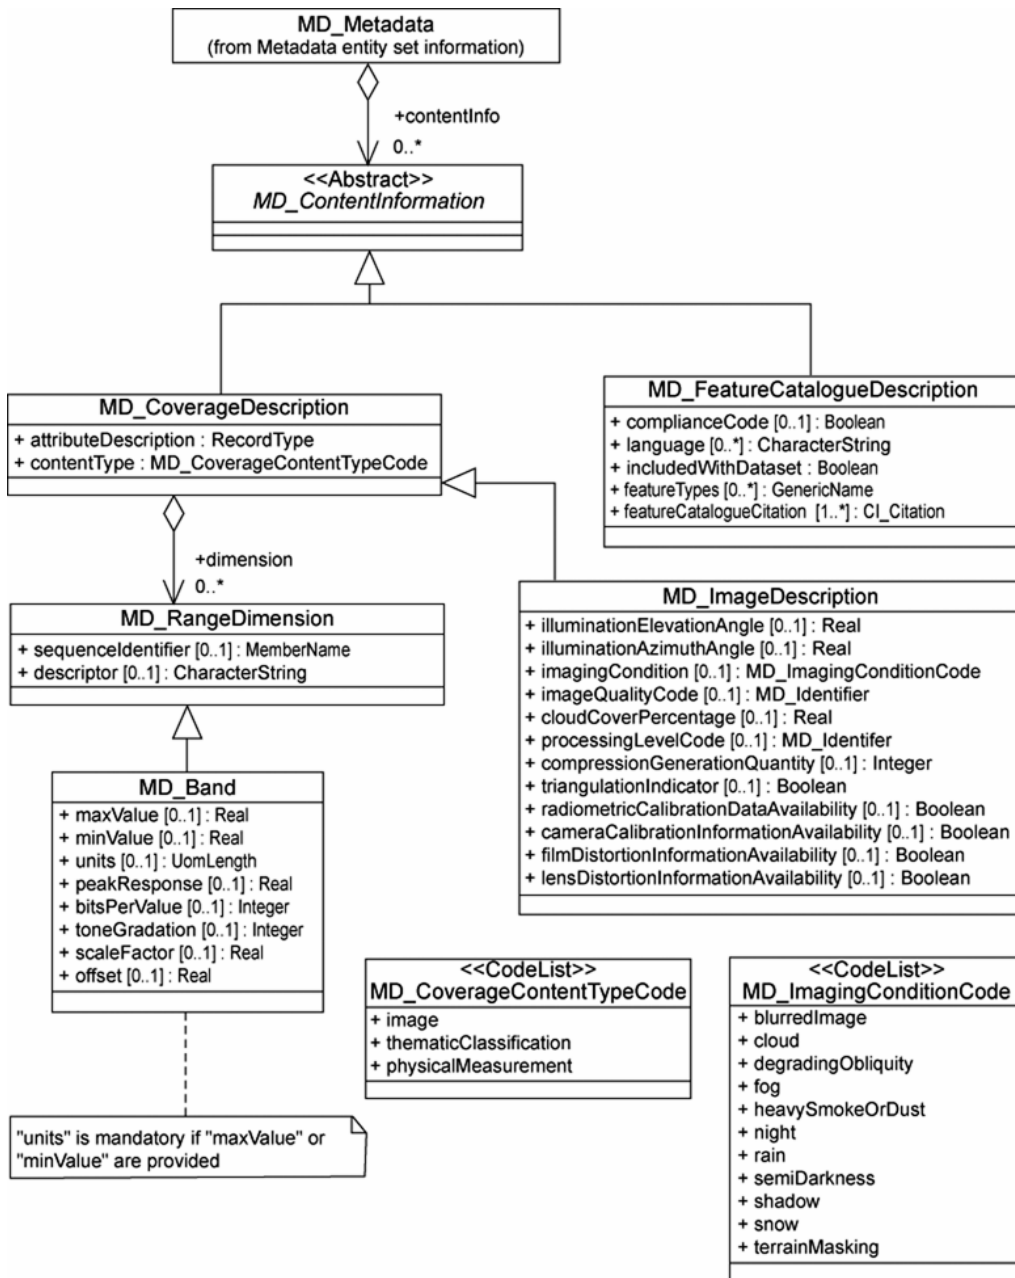 MD_Metadata
(from Metadata entity set information)
+contentInfo
0..*
<<Abstract>>
MD_ContentInformation
MD_CoverageDescription
+ attributeDescription : RecordType
+ contentType : MD_CoverageContentTypeCode
MD_FeatureCatalogueDescription
+ complianceCode [0..1] : Boolean
+ language [0..*] : CharacterString
+ includedWithDataset : Boolean
+ featureTypes [0..*] : GenericName
+ featureCatalogueCitation [1..*] : CI_Citation
+dimension
0..*
MD_RangeDimension
+ sequenceIdentifier [0..1] : MemberName
+ descriptor [0..1] : CharacterString
MD_ImageDescription
+ illuminationElevationAngle [0..1] : Real
+ illuminationAzimuthAngle [0..1] : Real
+ imagingCondition [0..1] : MD_ImagingConditionCode
+ imageQualityCode [0..1] : MD_Identifier
+ cloudCoverPercentage [0..1] : Real
+ processingLevelCode [0..1] : MD_Identifer
+ compressionGenerationQuantity [0..1] : Integer
+ triangulationIndicator [0..1] : Boolean
+ radiometricCalibrationDataAvailability [0..1] : Boolean
+ cameraCalibrationInformationAvailability [0..1] : Boolean
+ filmDistortionInformationAvailability [0..1] : Boolean
+ lensDistortionInformationAvailability [0..1] : Boolean
MD_Band
+ maxValue [0..1] : Real
+ minValue [0..1] : Real
+ units [0..1] : UomLength
+ peakResponse [0..1] : Real
+ bitsPerValue [0..1] : Integer
+ toneGradation [0..1] : Integer
+ scaleFactor [0..1] : Real
+ offset [0..1] : Real
"units" is mandatory if "maxValue" or
"minValue" are provided
<<CodeList>>
MD_CoverageContentTypeCode
+ image
+ thematicClassification
+ physicalMeasurement
<<CodeList>>
MD_ImagingConditionCode
+ blurredImage
+ cloud
+ degradingObliquity
+ fog
+ heavySmokeOrDust
+ night
+ rain
+ semiDarkness
+ shadow
+ snow
+ terrainMasking